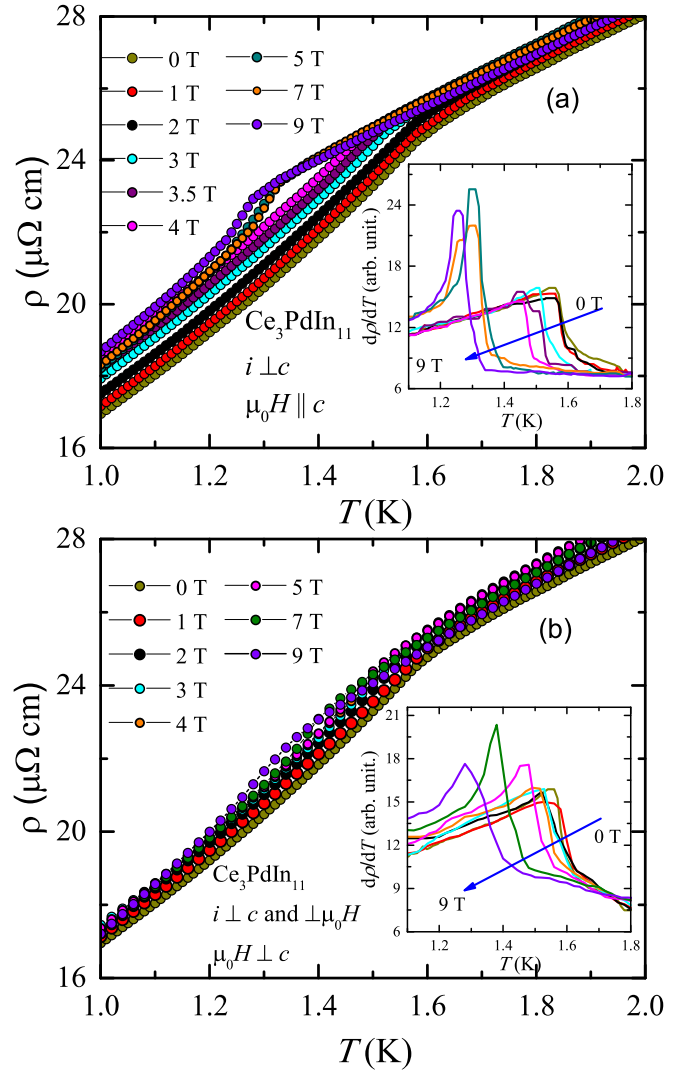 28
24
20
16
ρ (μΩ cm)
0 T
1 T
2 T
3 T
3.5 T
4 T
5 T
7 T
9 T
(a)
Ce₃PdIn₁₁
i ⊥ c
μ₀H ∥ c
24
18
12
6
dρ/dT (arb. unit.)
0 T
9 T
1.2 1.4 1.6 1.8
T (K)
1.0 1.2 1.4 1.6 1.8 2.0
T (K)
28
24
20
16
ρ (μΩ cm)
0 T
1 T
2 T
3 T
4 T
5 T
7 T
9 T
(b)
Ce₃PdIn₁₁
i ⊥ c and ⊥μ₀H
μ₀H ⊥ c
21
18
15
12
9
6
dρ/dT (arb. unit.)
0 T
9 T
1.2 1.4 1.6 1.8
T (K)
1.0 1.2 1.4 1.6 1.8 2.0
T (K)